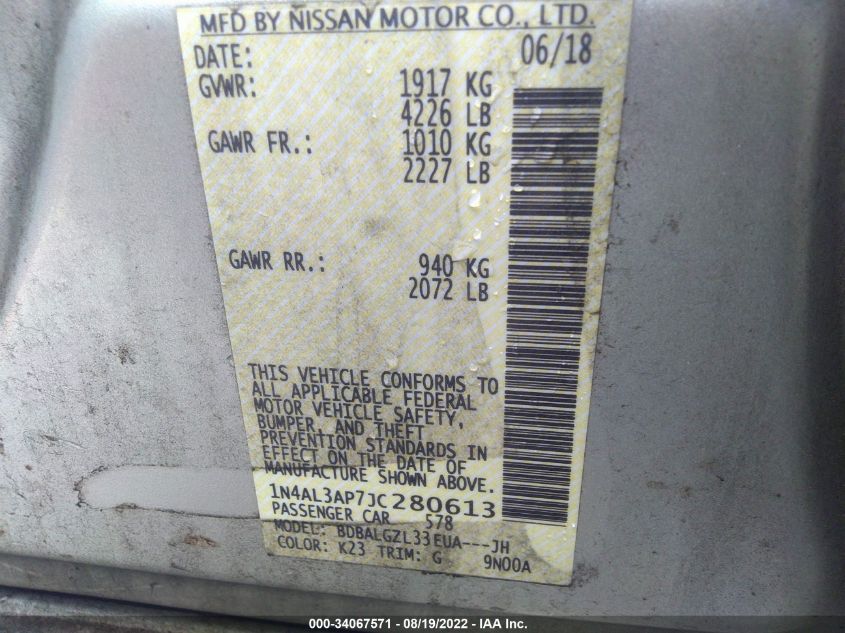 MFD BY NISSAN MOTOR CO., LTD.
DATE: 06/18
GVWR: 1917 KG
4226 LB
GAWR FR.: 1010 KG
2227 LB
GAWR RR.: 940 KG
2072 LB
THIS VEHICLE CONFORMS TO
ALL APPLICABLE FEDERAL
MOTOR VEHICLE SAFETY,
BUMPER, AND THEFT
PREVENTION STANDARDS IN
EFFECT ON THE DATE OF
MANUFACTURE SHOWN ABOVE.
1N4AL3AP7JC280613
PASSENGER CAR 578
MODEL: BDBALGZL33EUA---JH
COLOR: K23 TRIM: G 9N00A
000-34067571 - 08/19/2022 - IAA Inc.